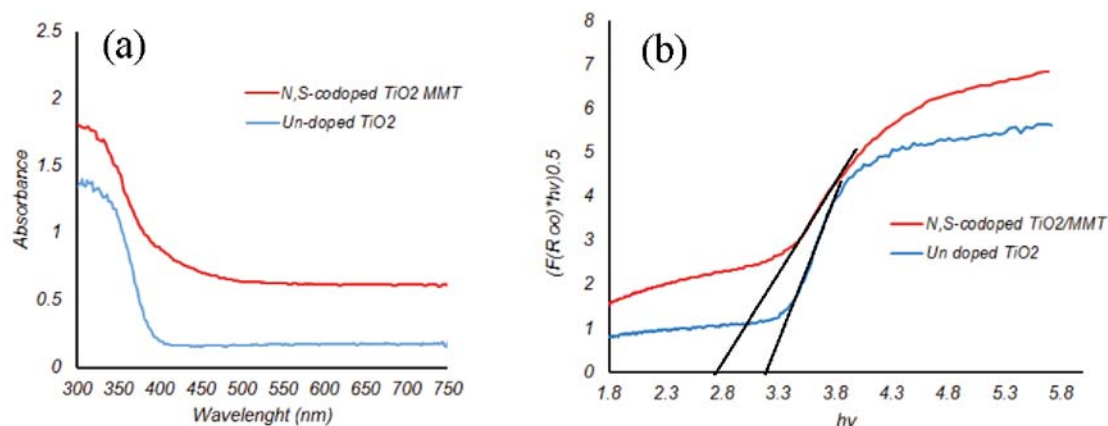 (a)
2.5
2
1.5
1
0.5
0
Absorbance
N,S-codoped TiO2 MMT
Un-doped TiO2
300 350 400 450 500 550 600 650 700 750
Wavelenght (nm)
(b)
8
7
6
5
4
3
2
1
0
(F(R oo)*hv)0.5
N,S-codoped TiO2/MMT
Un doped TiO2
1.8 2.3 2.8 3.3 3.8 4.3 4.8 5.3 5.8
hv